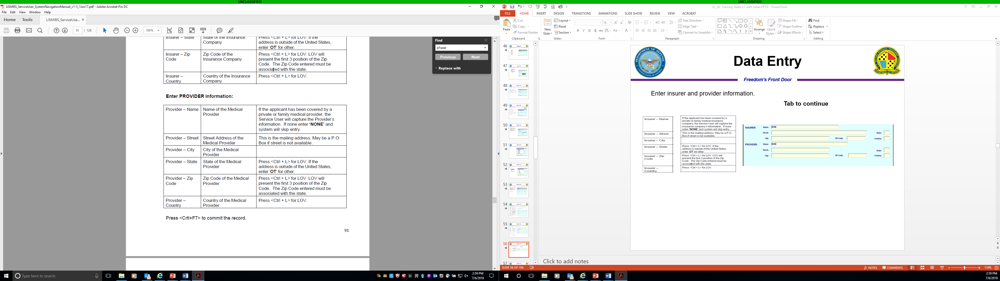 UNCLASSIFIED
USMIRS_ServiceUser_SystemNavigationManual_v1-5_1Jun17.pdf - Adobe Acrobat Pro DC
File Edit View Window Help
Home Tools USMIRS_ServiceUse... ×
91 / 128 100%
Insurer – State State of the Insurance Company Press <Ctrl + L> for LOV. If the
address is outside of the United States,
enter 'OT' for other.
Insurer – Zip Code Zip Code of the Insurance Company Press <Ctrl + L> for LOV. LOV will
present the first 3 position of the Zip
Code. The Zip Code entered must be
associated with the state.
Insurer – Country Country of the Insurance Company Press <Ctrl + L> for LOV.
Enter PROVIDER information:
Provider – Name Name of the Medical Provider If the applicant has been covered by a
private or family medical provider, the
Service User will capture the Provider's
information. If none enter 'NONE' and
system will skip entry.
Provider – Street Street Address of the Medical Provider This is the mailing address. May be a P.O.
Box if street is not available.
Provider – City City of the Medical Provider
Provider – State State of the Medical Provider Press <Ctrl + L> for LOV. If the
address is outside of the United States,
enter 'OT' for other.
Provider – Zip Code Zip Code of the Medical Provider Press <Ctrl + L> for LOV. LOV will
present the first 3 position of the Zip
Code. The Zip Code entered must be
associated with the state.
Provider – Country Country of the Medical Provider Press <Ctrl + L> for LOV.
Press <Crtl+F7> to commit the record.
91
Find
phase
Previous Next
Replace with
Type here to search
2:59 PM
7/6/2018
UNCLASSIFIED
SL_GC Training Slides v1 with notes.PPTX - PowerPoint
FILE HOME INSERT DESIGN TRANSITIONS ANIMATIONS SLIDE SHOW REVIEW VIEW ACROBAT
Paste Cut Copy Format Painter
Clipboard
New Slide Layout Reset Section
Slides
16
B I U S abc AV Aa A
Font
Text Direction Align Text Convert to SmartArt
Paragraph
Arrange Quick Styles Shape Fill Shape Outline Shape Effects
Drawing
Find Replace Select
Editing
46
47
48
49
50
51
52
53
54
55
56
57
DEPARTMENT OF DEFENSE
UNITED STATES OF AMERICA
Data Entry
MILITARY ENTRANCE PROCESSING COMMAND
DEPARTMENT OF DEFENSE
Freedom's Front Door
Enter insurer and provider information.
Tab to continue
Insurer – Name If the applicant has been covered by a
private or family medical insurance
company, the Service User will capture the
insurance company's information. If none
enter 'NONE' and system will skip entry.
Insurer – Street This is the mailing address. May be a P.O.
Box if street is not available.
Insurer – City
Insurer – State Press <Ctrl + L> for LOV. If the
address is outside of the United States,
enter 'OT' for other.
Insurer – Zip Code Press <Ctrl + L> for LOV. LOV will
present the first 3 position of the Zip
Code. The Zip Code entered must be
associated with the state.
Insurer – Country Press <Ctrl + L> for LOV.
INSURER: Name: NONE
Street: State:
City: ZIP Code: Country:
PROVIDER: Name: NONE
Street: State:
City: ZIP Code: Country:
Click to add notes
SLIDE 56 OF 106 NOTES COMMENTS 110%
2:59 PM
7/6/2018